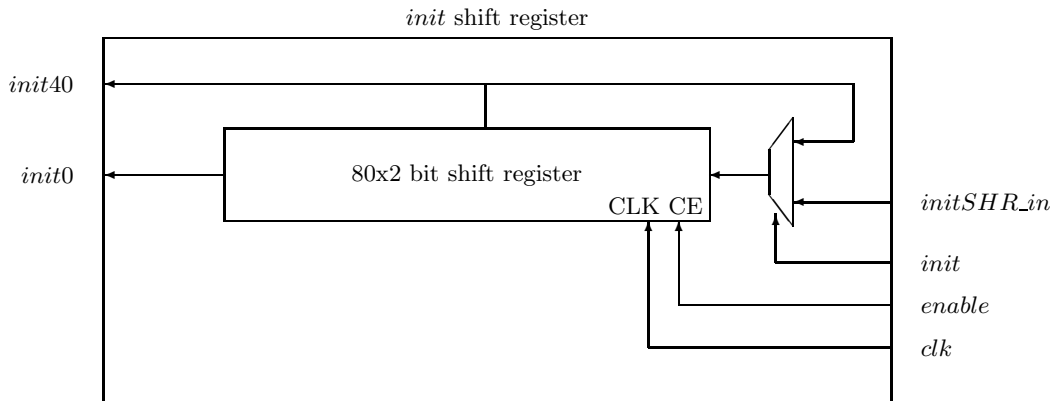 init shift register
init40
init0
80x2 bit shift register
CLK CE
initSHR_in
init
enable
clk